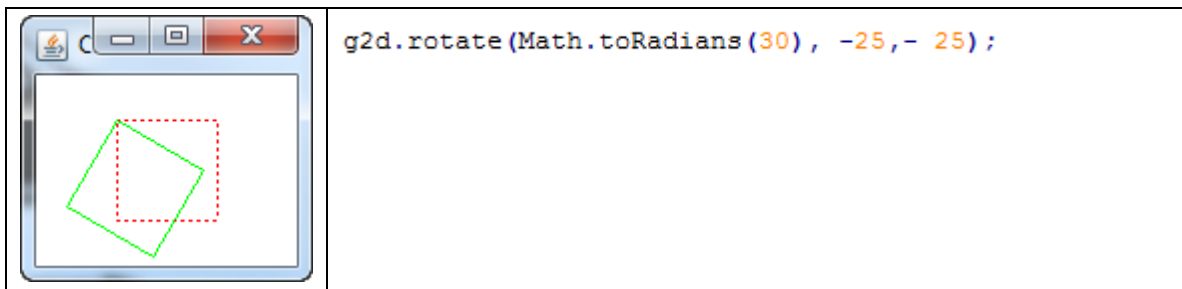 C
g2d.rotate(Math.toRadians(30), -25,- 25);